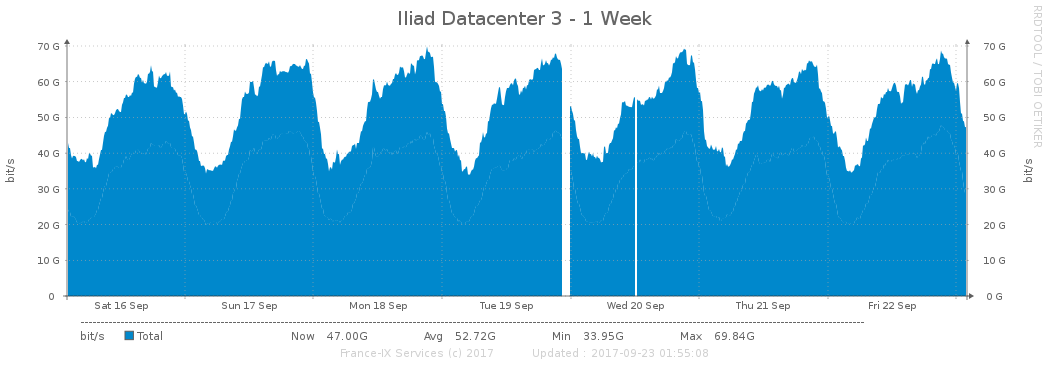 Iliad Datacenter 3 - 1 Week
RRDTOOL / TOBI OETIKER
bit/s
70 G 70 G
60 G 60 G
50 G 50 G
40 G 40 G
30 G 30 G
20 G 20 G
10 G 10 G
0 0 G
bit/s
Sat 16 Sep Sun 17 Sep Mon 18 Sep Tue 19 Sep Wed 20 Sep Thu 21 Sep Fri 22 Sep
bit/s Total Now 47.00G Avg 52.72G Min 33.95G Max 69.84G
France-IX Services (c) 2017 Updated : 2017-09-23 01:55:08